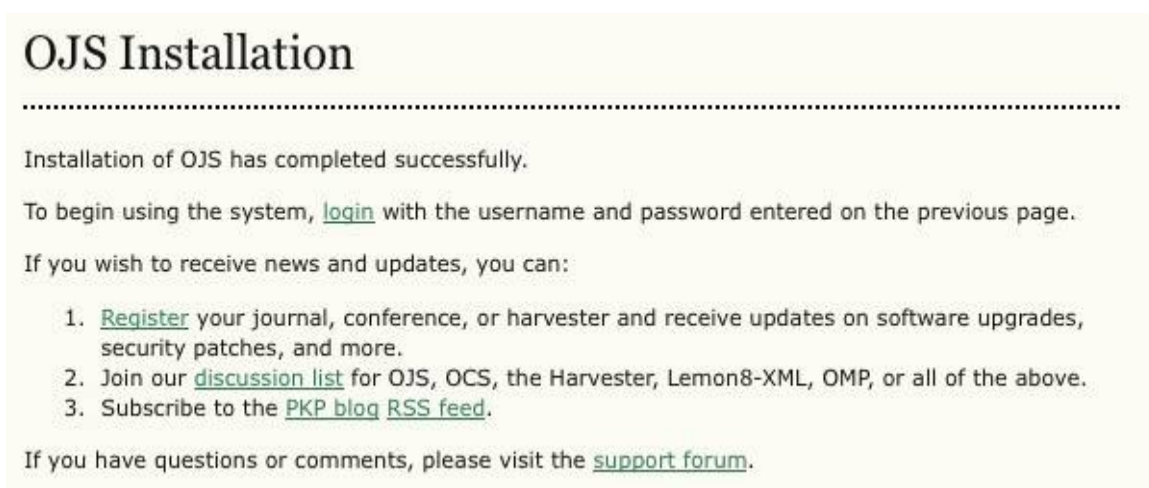 OJS Installation
Installation of OJS has completed successfully.
To begin using the system, login with the username and password entered on the previous page.
If you wish to receive news and updates, you can:
1. Register your journal, conference, or harvester and receive updates on software upgrades,
security patches, and more.
2. Join our discussion list for OJS, OCS, the Harvester, Lemon8-XML, OMP, or all of the above.
3. Subscribe to the PKP blog RSS feed.
If you have questions or comments, please visit the support forum.